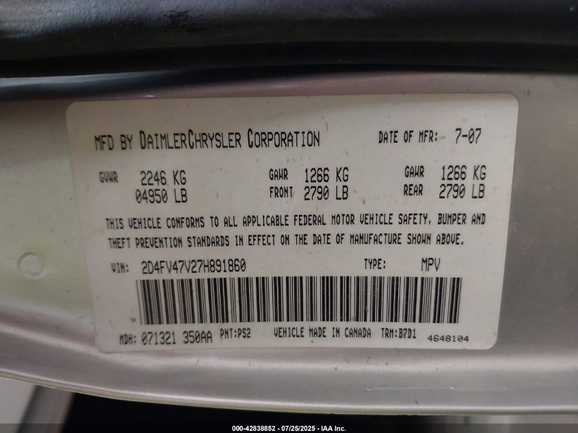 MFD BY DAIMLERCHRYSLER CORPORATION DATE OF MFR: 7-07
GVWR 2246 KG GAWR 1266 KG GAWR 1266 KG
04950 LB FRONT 2790 LB REAR 2790 LB
THIS VEHICLE CONFORMS TO ALL APPLICABLE FEDERAL MOTOR VEHICLE SAFETY, BUMPER AND
THEFT PREVENTION STANDARDS IN EFFECT ON THE DATE OF MANUFACTURE SHOWN ABOVE.
VIN: 2D4FV47V27H891860 TYPE: MPV
MDH: 071321 350AA PNT:PS2 VEHICLE MADE IN CANADA TRM:B7D1 4648104
000-42838852 - 07/25/2025 - IAA Inc.